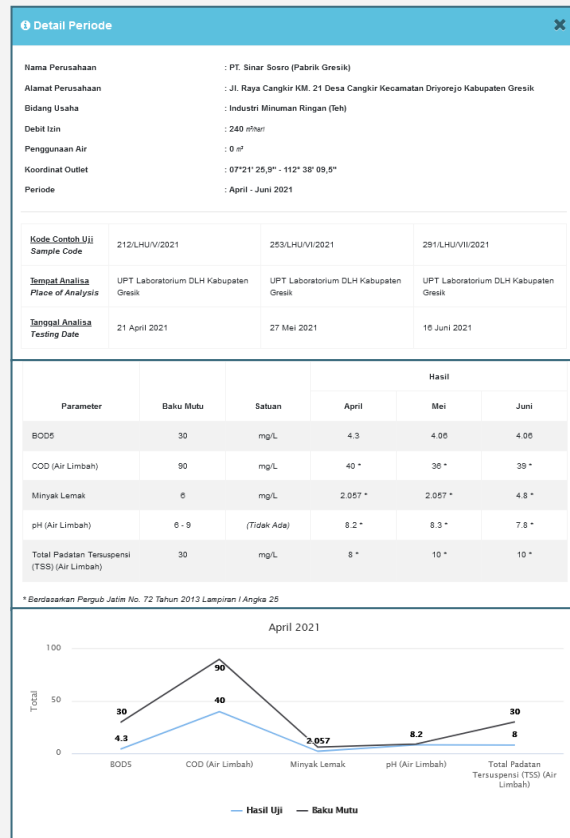 Detail Periode
Nama Perusahaan : PT. Sinar Sosro (Pabrik Gresik)
Alamat Perusahaan : Jl. Raya Cangkir KM. 21 Desa Cangkir Kecamatan Driyorejo Kabupaten Gresik
Bidang Usaha : Industri Minuman Ringan (Teh)
Debit Izin : 240 m³/hari
Penggunaan Air : 0 m³
Koordinat Outlet : 07°21' 25,9" - 112° 38' 09,5"
Periode : April - Juni 2021
Kode Contoh Uji
Sample Code
212/LHU/V/2021 253/LHU/VI/2021 291/LHU/VII/2021
Tempat Analisa
Place of Analysis
UPT Laboratorium DLH Kabupaten Gresik
UPT Laboratorium DLH Kabupaten Gresik
UPT Laboratorium DLH Kabupaten Gresik
Tanggal Analisa
Testing Date
21 April 2021 27 Mei 2021 16 Juni 2021
Hasil
Parameter Baku Mutu Satuan April Mei Juni
BOD5 30 mg/L 4.3 4.06 4.06
COD (Air Limbah) 90 mg/L 40 * 36 * 39 *
Minyak Lemak 6 mg/L 2.057 * 2.057 * 4.8 *
pH (Air Limbah) 6 - 9 (Tidak Ada) 8.2 * 8.3 * 7.8 *
Total Padatan Tersuspensi
(TSS) (Air Limbah)
30 mg/L 8 * 10 * 10 *
* Berdasarkan Pergub Jatim No. 72 Tahun 2013 Lampiran I Angka 25
April 2021
Total
100
50
0
30
4.3
90
40
2.057
8.2
30
8
BOD5 COD (Air Limbah) Minyak Lemak pH (Air Limbah) Total Padatan
Tersuspensi (TSS) (Air
Limbah)
Hasil Uji Baku Mutu